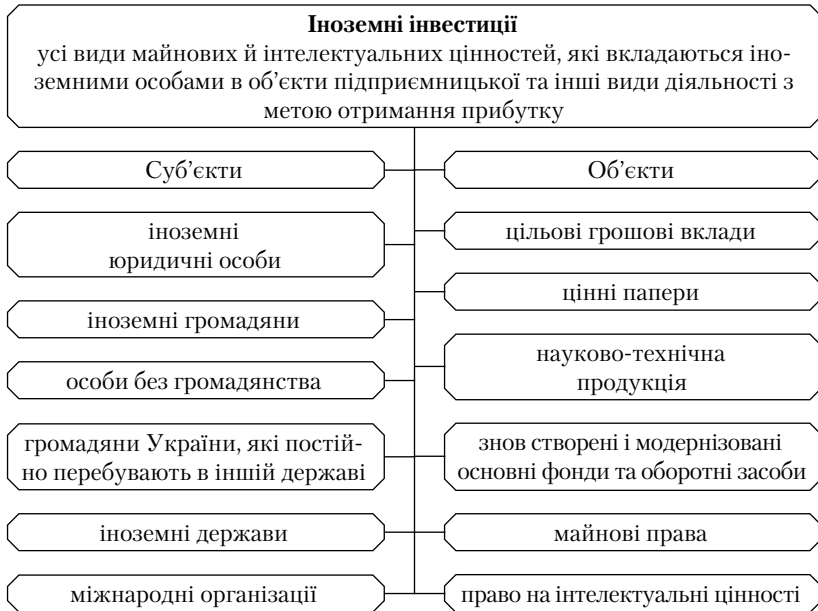 Іноземні інвестиції
усі види майнових й інтелектуальних цінностей, які вкладаються іно-
земними особами в об’єкти підприємницької та інші види діяльності з
метою отримання прибутку
Суб’єкти
іноземні
юридичні особи
іноземні громадяни
особи без громадянства
громадяни України, які постій-
но перебувають в іншій державі
іноземні держави
міжнародні організації
Об’єкти
цільові грошові вклади
цінні папери
науково-технічна
продукція
знов створені і модернізовані
основні фонди та оборотні засоби
майнові права
право на інтелектуальні цінності